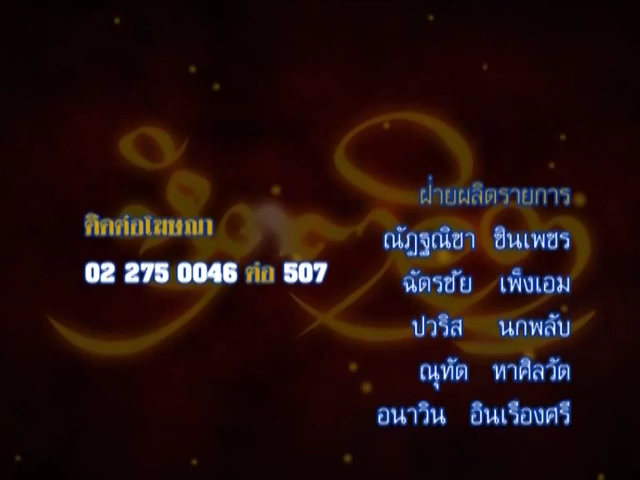 ติดต่อโฆษณา
02 275 0046 ต่อ 507
ฝ่ายผลิตรายการ
ณัฏฐณิชา ชินเพชร
ฉัตรชัย เพ็งเอม
ปวริส นกพลับ
ณุทัต หาศิลวัต
อนาวิน อินเรืองศรี